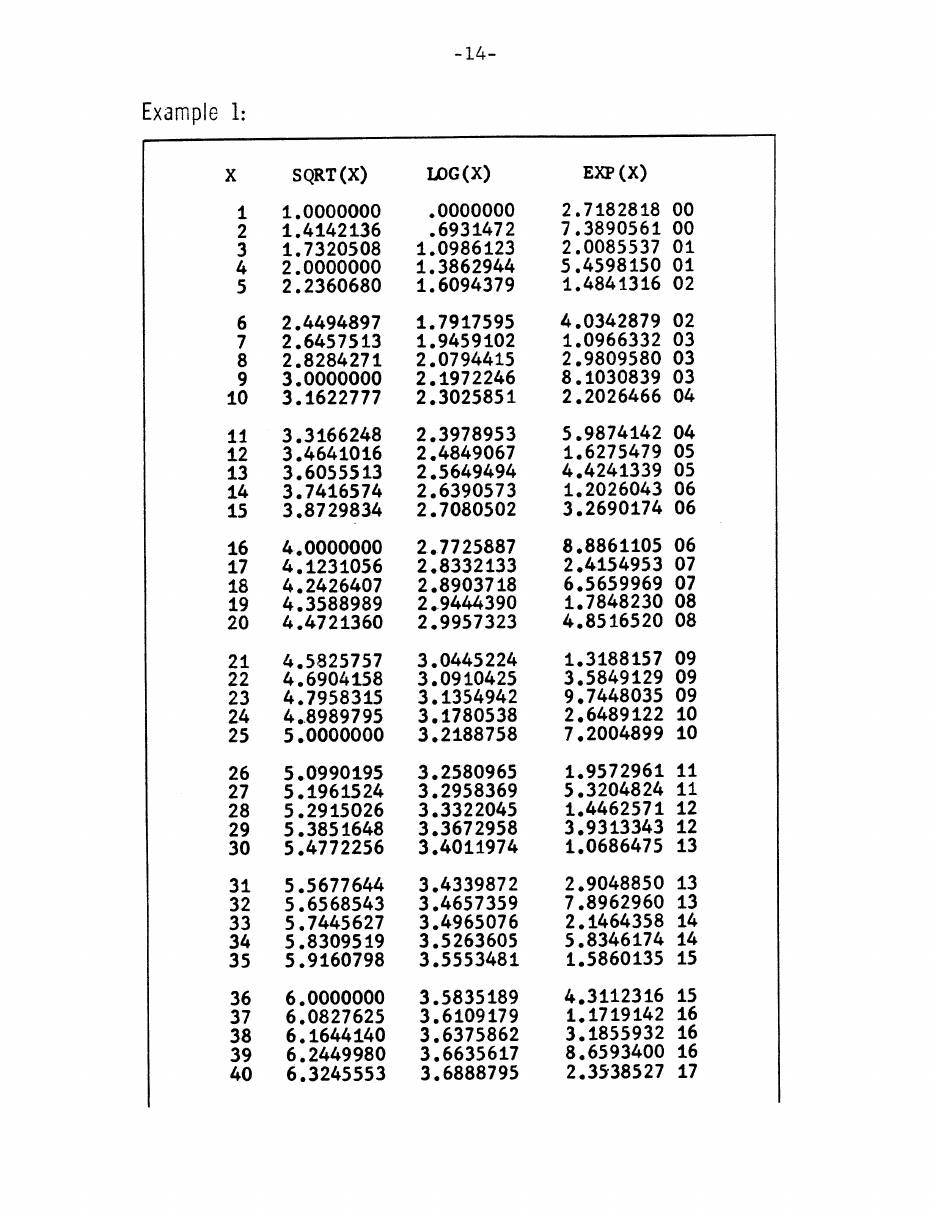 -14-
Example 1:
X SQRT(X) LOG(X) EXP(X)
1 1.0000000 .0000000 2.7182818 00
2 1.4142136 .6931472 7.3890561 00
3 1.7320508 1.0986123 2.0085537 01
4 2.0000000 1.3862944 5.4598150 01
5 2.2360680 1.6094379 1.4841316 02
6 2.4494897 1.7917595 4.0342879 02
7 2.6457513 1.9459102 1.0966332 03
8 2.8284271 2.0794415 2.9809580 03
9 3.0000000 2.1972246 8.1030839 03
10 3.1622777 2.3025851 2.2026466 04
11 3.3166248 2.3978953 5.9874142 04
12 3.4641016 2.4849067 1.6275479 05
13 3.6055513 2.5649494 4.4241339 05
14 3.7416574 2.6390573 1.2026043 06
15 3.8729834 2.7080502 3.2690174 06
16 4.0000000 2.7725887 8.8861105 06
17 4.1231056 2.8332133 2.4154953 07
18 4.2426407 2.8903718 6.5659969 07
19 4.3588989 2.9444390 1.7848230 08
20 4.4721360 2.9957323 4.8516520 08
21 4.5825757 3.0445224 1.3188157 09
22 4.6904158 3.0910425 3.5849129 09
23 4.7958315 3.1354942 9.7448035 09
24 4.8989795 3.1780538 2.6489122 10
25 5.0000000 3.2188758 7.2004899 10
26 5.0990195 3.2580965 1.9572961 11
27 5.1961524 3.2958369 5.3204824 11
28 5.2915026 3.3322045 1.4462571 12
29 5.3851648 3.3672958 3.9313343 12
30 5.4772256 3.4011974 1.0686475 13
31 5.5677644 3.4339872 2.9048850 13
32 5.6568543 3.4657359 7.8962960 13
33 5.7445627 3.4965076 2.1464358 14
34 5.8309519 3.5263605 5.8346174 14
35 5.9160798 3.5553481 1.5860135 15
36 6.0000000 3.5835189 4.3112316 15
37 6.0827625 3.6109179 1.1719142 16
38 6.1644140 3.6375862 3.1855932 16
39 6.2449980 3.6635617 8.6593400 16
40 6.3245553 3.6888795 2.3538527 17